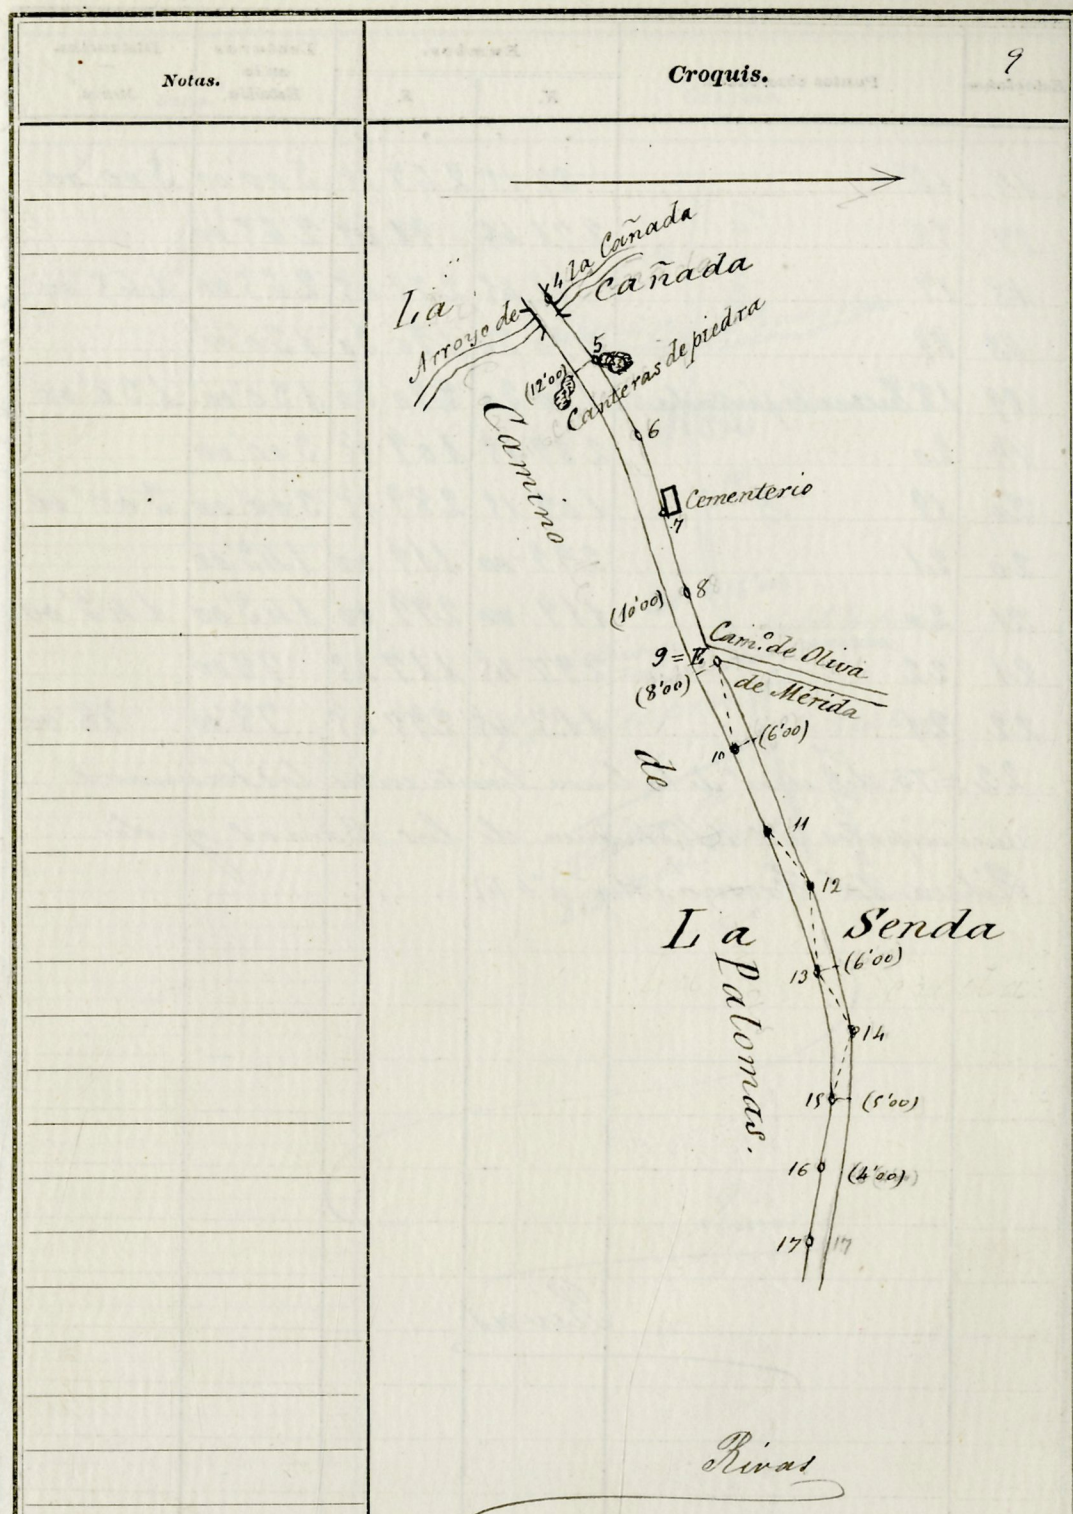 Notas.
Croquis.
9
4
la Cañada
La
Cañada
Arroyo de
5
(12'00)
Canteras de piedra
6
Camino
Cementerio
7
8
(10'00)
Cam.º de Oliva
9=E
de Mérida
(8'00)
(6'00)
10
de
11
12
La Senda
13
(6'00)
Palomas.
14
15
(5'00)
16
(4'00)
17
17
Rivas